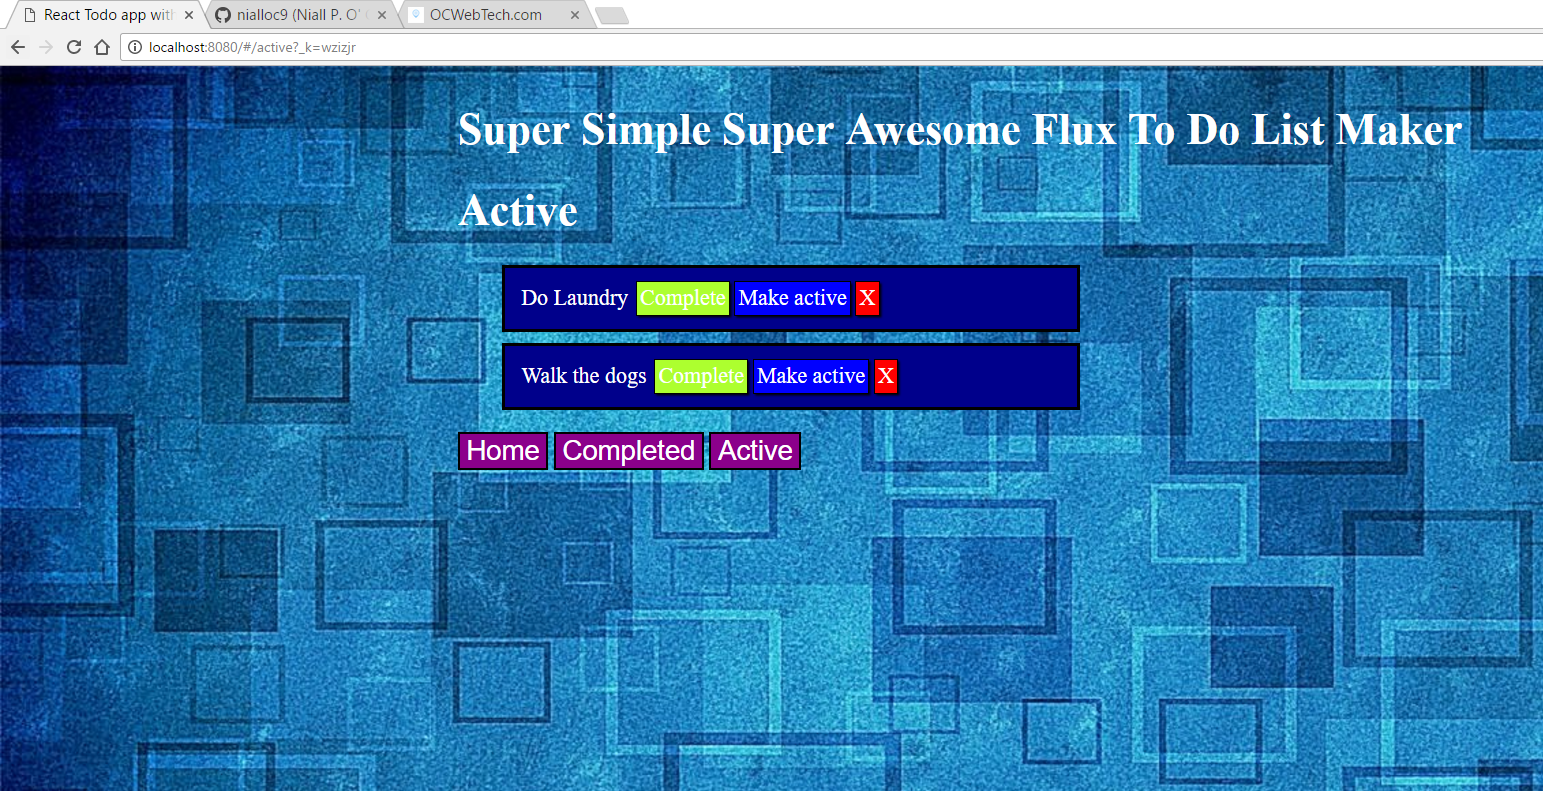 React Todo app with
nialloc9 (Niall P. O'
OCWebTech.com
localhost:8080/#/active?_k=wzizjr
Super Simple Super Awesome Flux To Do List Maker
Active
Do Laundry Complete Make active X
Walk the dogs Complete Make active X
Home Completed Active